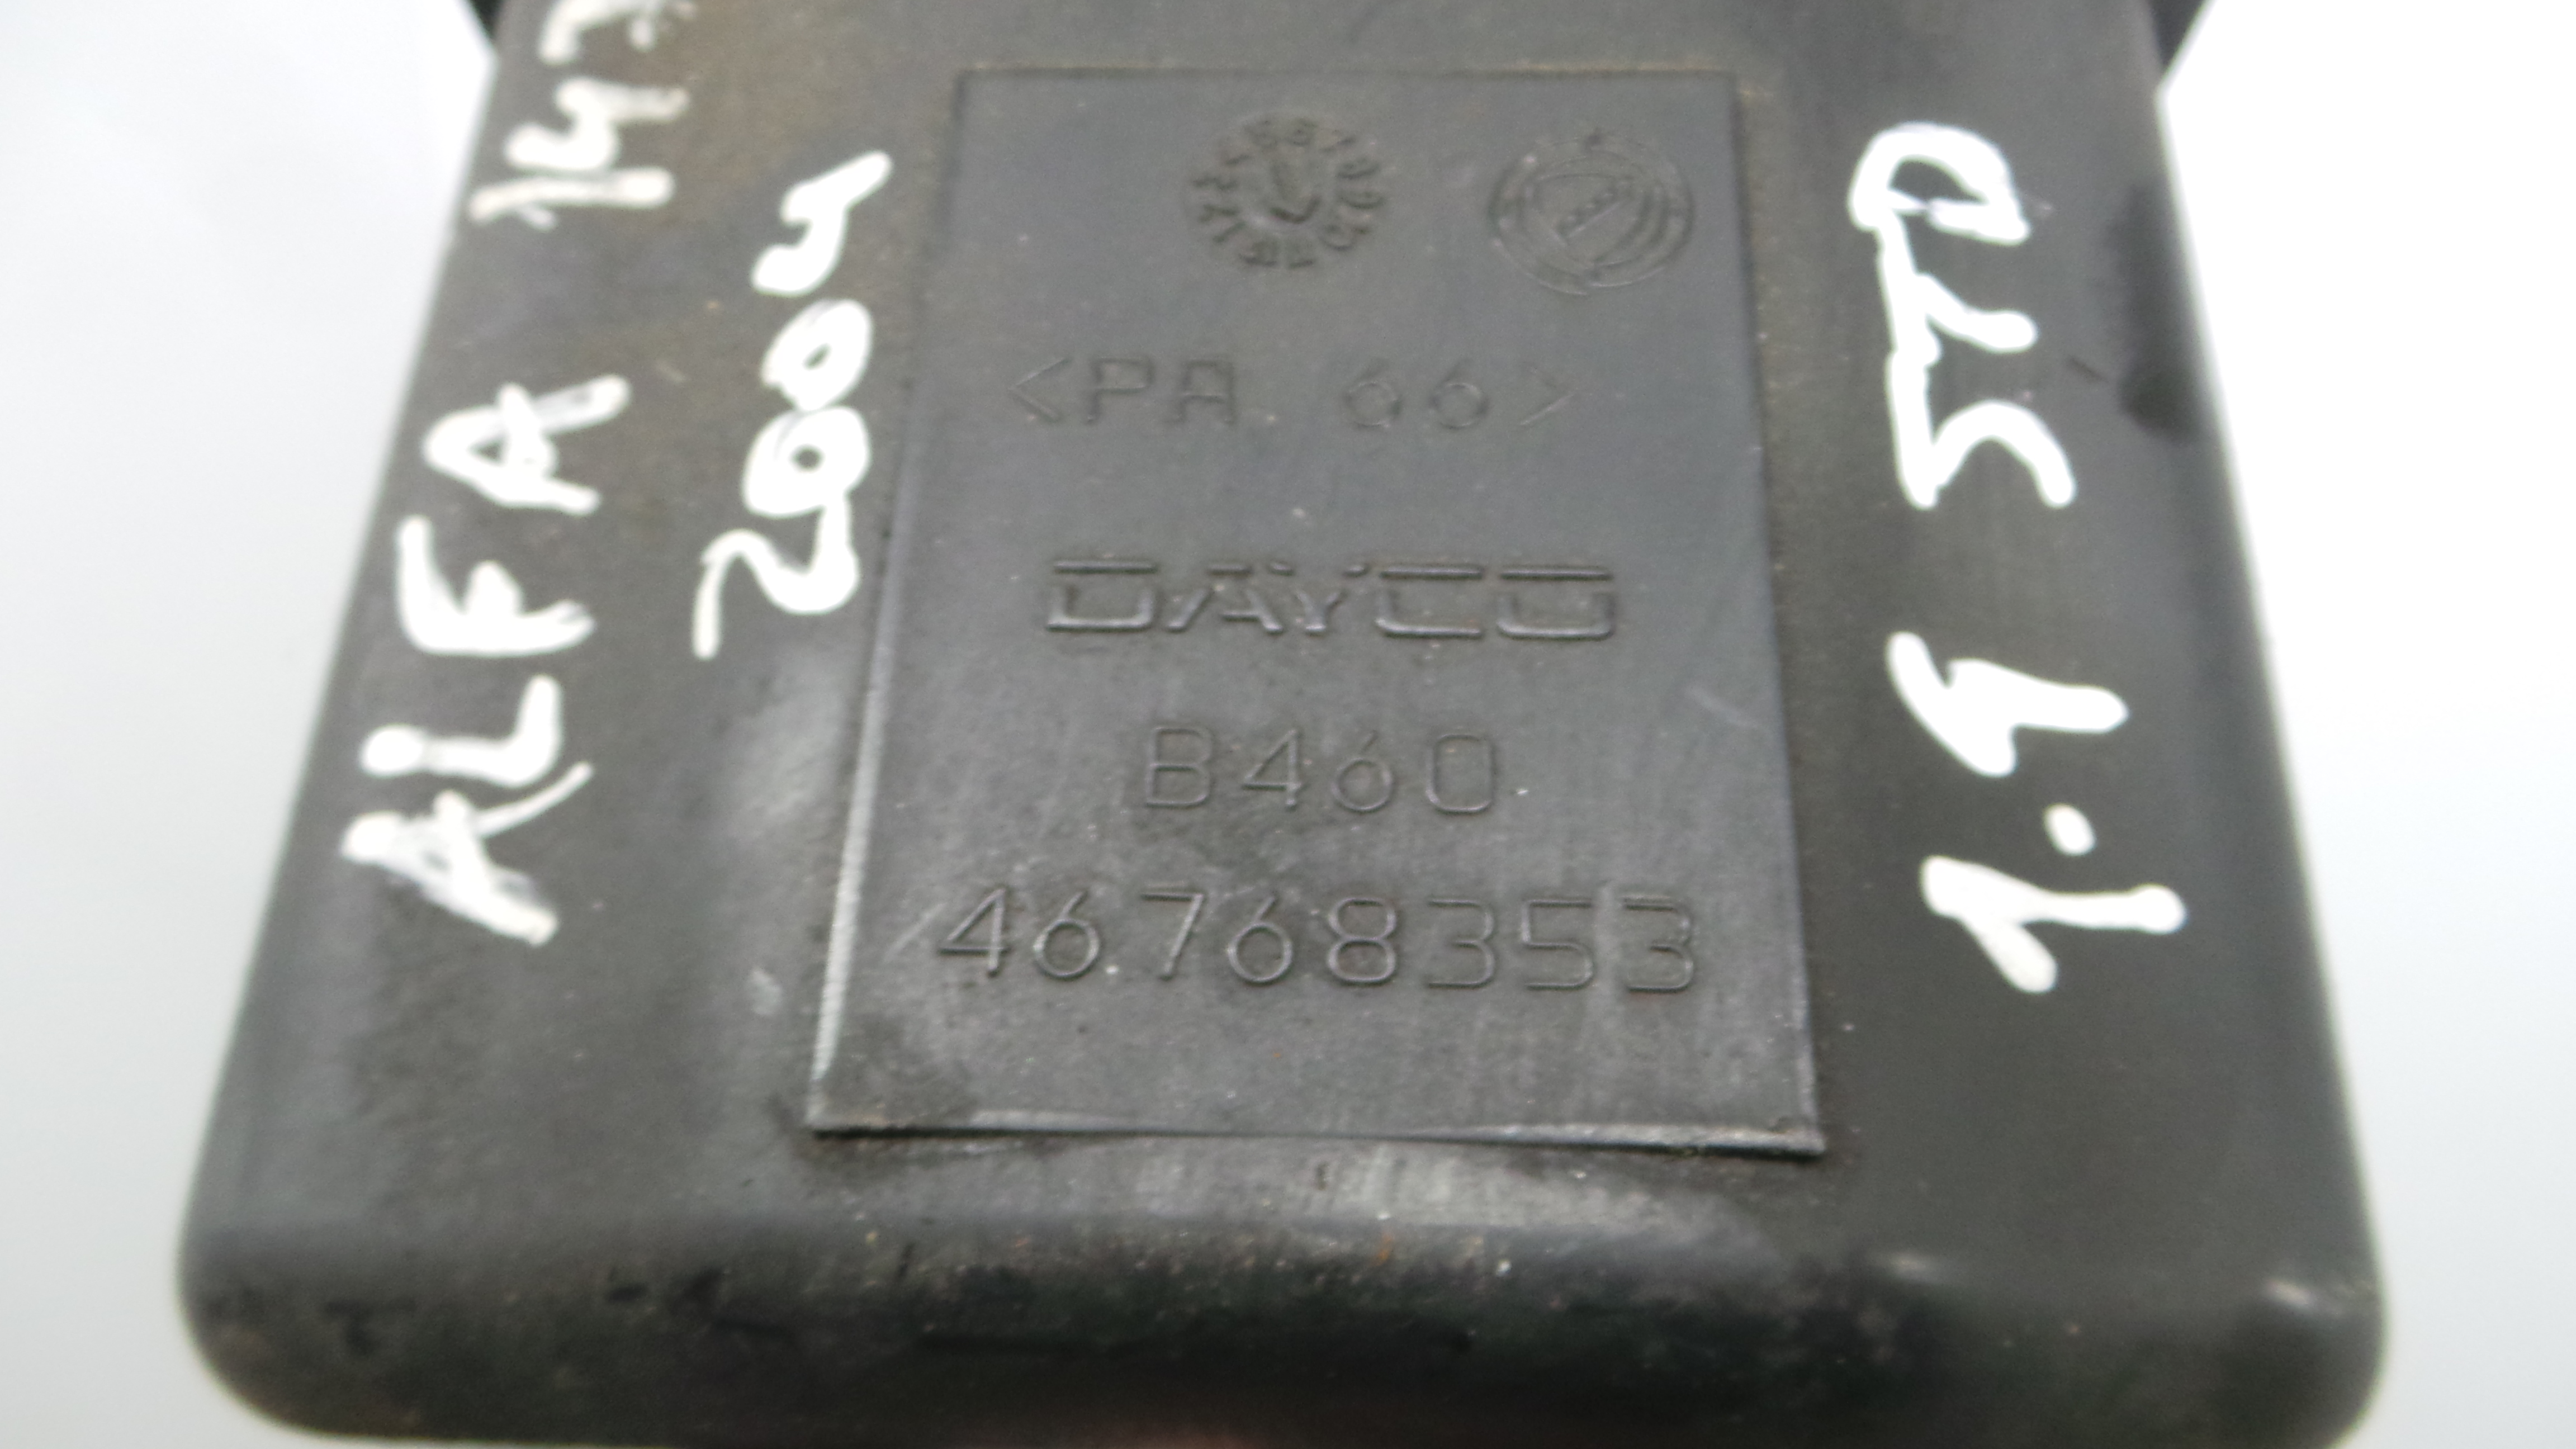 ALFA 147
2004
<PA 66>
DAYCO
B460
46768353
1.9 JTD